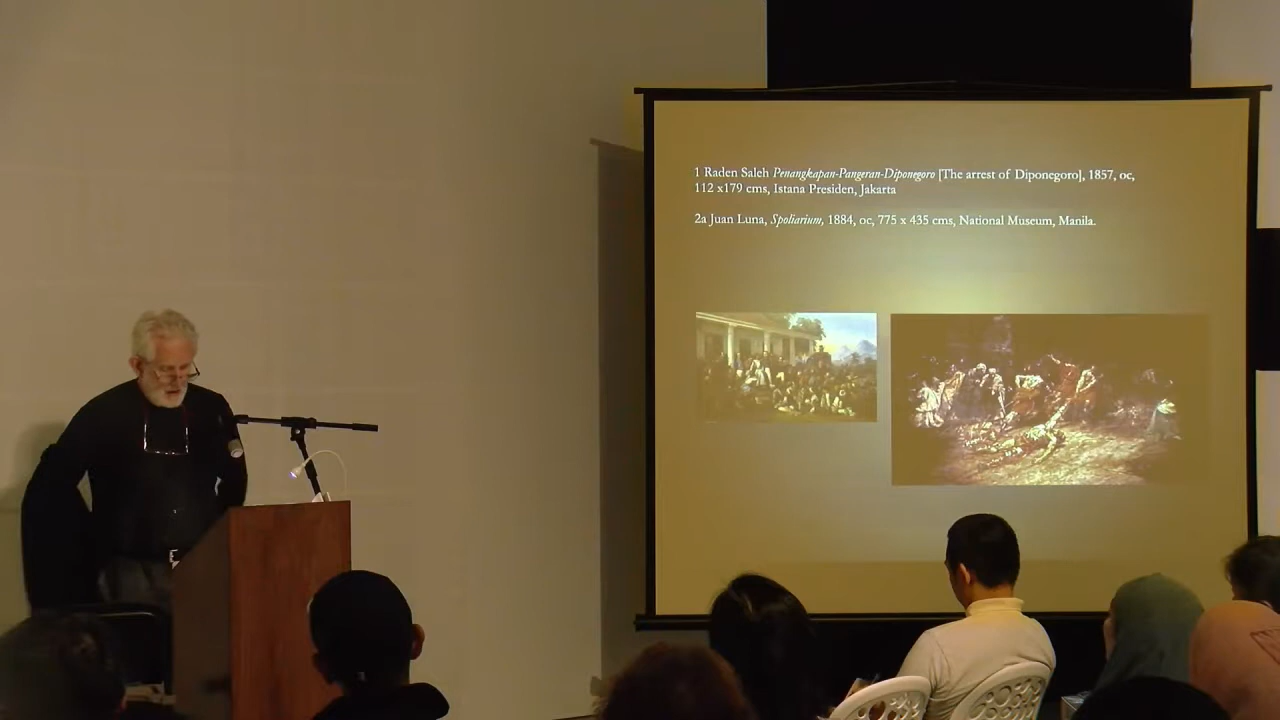 1 Raden Saleh Penangkapan-Pangeran-Diponegoro [The arrest of Diponegoro], 1857, oc,
112 x179 cms, Istana Presiden, Jakarta
2a Juan Luna, Spoliarium, 1884, oc, 775 x 435 cms, National Museum, Manila.